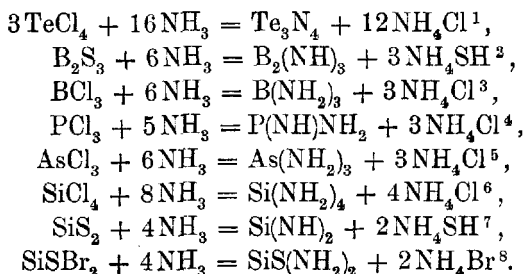 3TeCl₄ + 16NH₃ = Te₃N₄ + 12NH₄Cl¹,
B₂S₃ + 6NH₃ = B₂(NH)₃ + 3NH₄SH²,
BCl₃ + 6NH₃ = B(NH₂)₃ + 3NH₄Cl³,
PCl₃ + 5NH₃ = P(NH)NH₂ + 3NH₄Cl⁴,
AsCl₃ + 6NH₃ = As(NH₂)₃ + 3NH₄Cl⁵,
SiCl₄ + 8NH₃ = Si(NH₂)₄ + 4NH₄Cl⁶,
SiS₂ + 4NH₃ = Si(NH)₂ + 2NH₄SH⁷,
SiSBr₂ + 4NH₃ = SiS(NH₂)₂ + 2NH₄Br⁸.